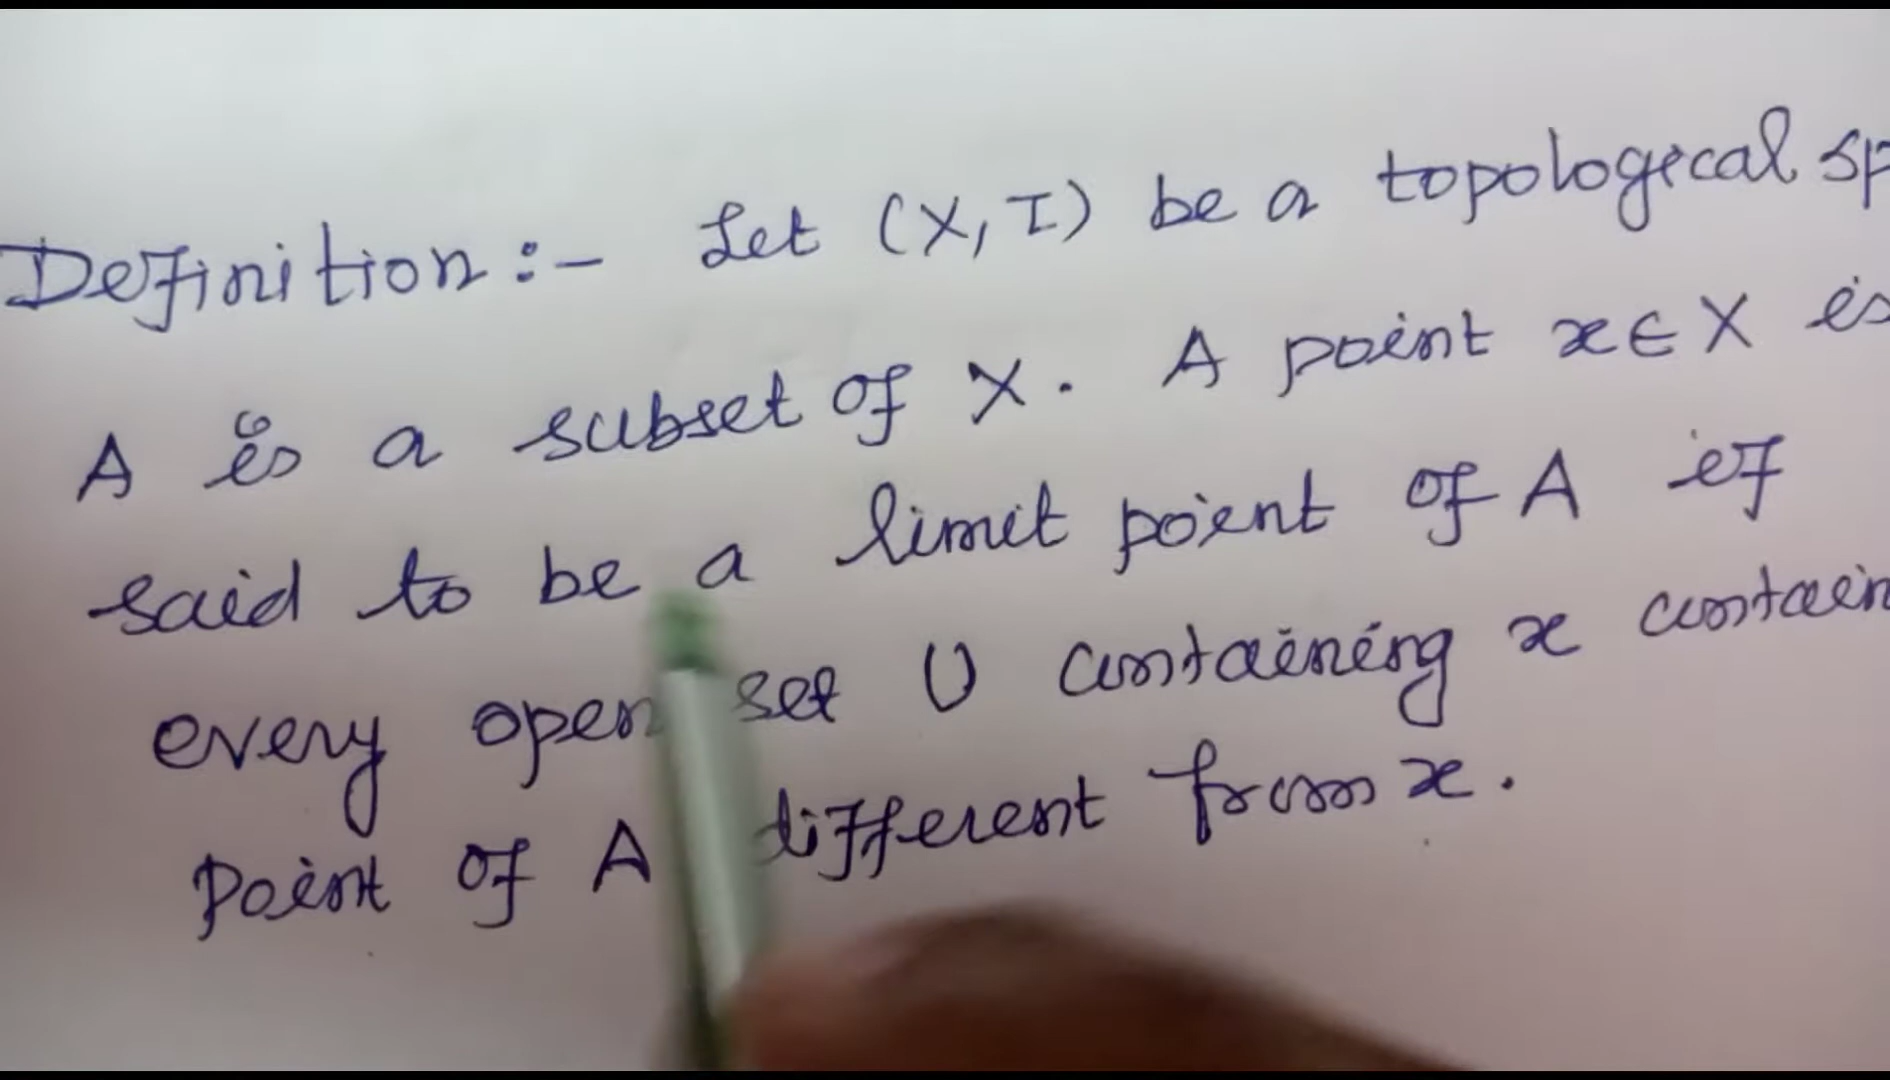 Definition :- Let (X, T) be a topological sp
A is a subset of X. A point x ∈ X is
said to be a limit point of A if
every open set U containing x contain
point of A different from x.